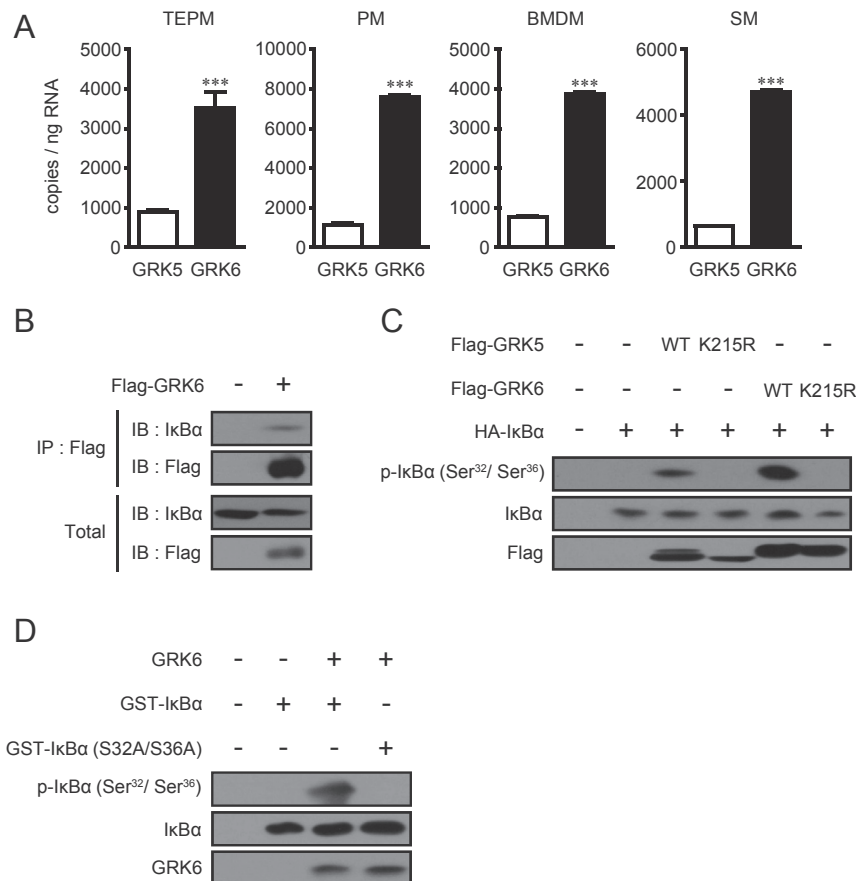 A
TEPM PM BMDM SM
copies / ng RNA
5000 10000 5000 6000
4000 8000 4000 4000
3000 6000 3000 2000
2000 4000 2000 0
1000 2000 1000
0 0 0
*** *** *** ***
GRK5 GRK6 GRK5 GRK6 GRK5 GRK6 GRK5 GRK6
B
Flag-GRK6 - +
IP : Flag
IB : IκBα
IB : Flag
Total
IB : IκBα
IB : Flag
C
Flag-GRK5 - - WT K215R - -
Flag-GRK6 - - - - WT K215R
HA-IκBα - + + + + +
p-IκBα (Ser³²/ Ser³⁶)
IκBα
Flag
D
GRK6 - - + +
GST-IκBα - + + -
GST-IκBα (S32A/S36A) - - - +
p-IκBα (Ser³²/ Ser³⁶)
IκBα
GRK6